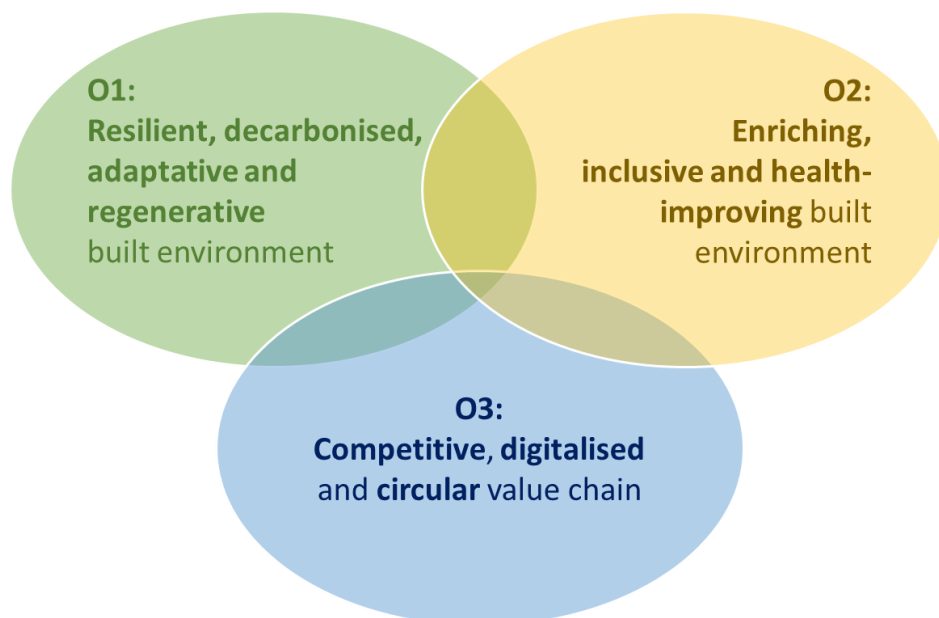 O1:
Resilient, decarbonised,
adaptative and
regenerative
built environment
O2:
Enriching,
inclusive and health-
improving built
environment
O3:
Competitive, digitalised
and circular value chain